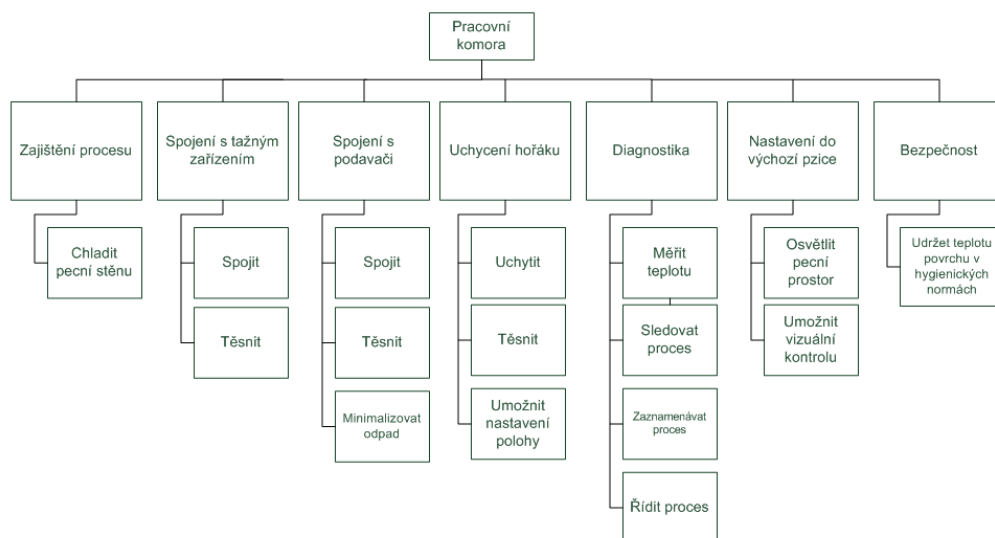 Pracovní
komora
Zajištění procesu
Spojení s tažným
zařízením
Spojení s
podavači
Uchycení hořáku
Diagnostika
Nastavení do
výchozí pzice
Bezpečnost
Chladit
pecní stěnu
Spojit
Těsnit
Spojit
Těsnit
Minimalizovat
odpad
Uchytit
Těsnit
Umožnit
nastavení
polohy
Měřit
teplotu
Sledovat
proces
Zaznamenávat
proces
Řídit proces
Osvětlit
pecní
prostor
Umožnit
vizuální
kontrolu
Udržet teplotu
povrchu v
hygienických
normách